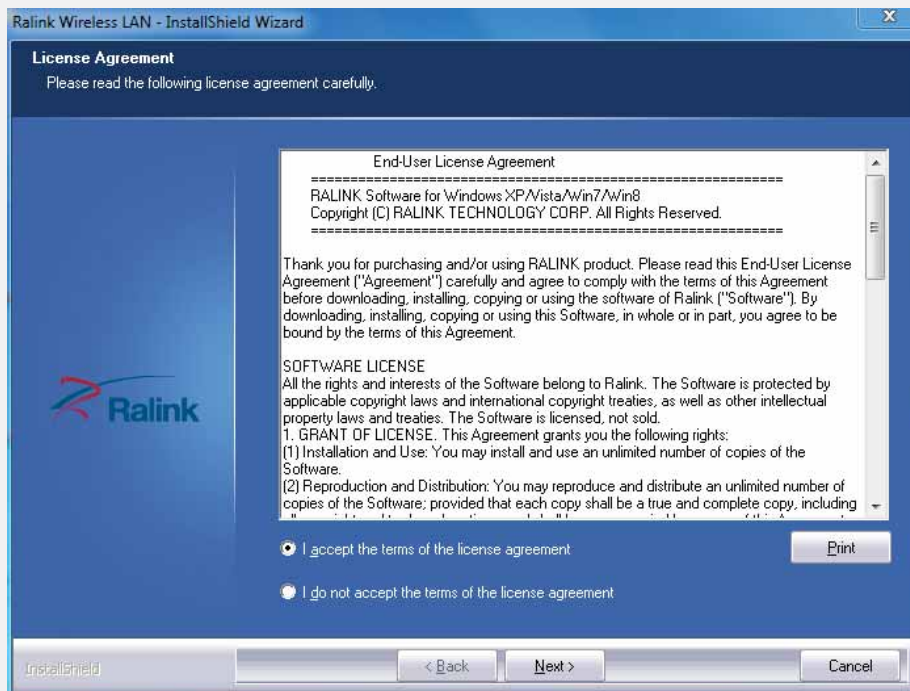 Ralink Wireless LAN - InstallShield Wizard
License Agreement
Please read the following license agreement carefully.
End-User License Agreement
============================================================
RALINK Software for Windows XP/Vista/Win7/Win8
Copyright (C) RALINK TECHNOLOGY CORP. All Rights Reserved.
============================================================
Thank you for purchasing and/or using RALINK product. Please read this End-User License
Agreement ("Agreement") carefully and agree to comply with the terms of this Agreement
before downloading, installing, copying or using the software of Ralink ("Software"). By
downloading, installing, copying or using this Software, in whole or in part, you agree to be
bound by the terms of this Agreement.
SOFTWARE LICENSE
All the rights and interests of the Software belong to Ralink. The Software is protected by
applicable copyright laws and international copyright treaties, as well as other intellectual
property laws and treaties. The Software is licensed, not sold.
1. GRANT OF LICENSE. This Agreement grants you the following rights:
(1) Installation and Use: You may install and use an unlimited number of copies of the
Software.
(2) Reproduction and Distribution: You may reproduce and distribute an unlimited number of
copies of the Software; provided that each copy shall be a true and complete copy, including
Ralink
I accept the terms of the license agreement
Print
I do not accept the terms of the license agreement
InstallShield
< Back
Next >
Cancel